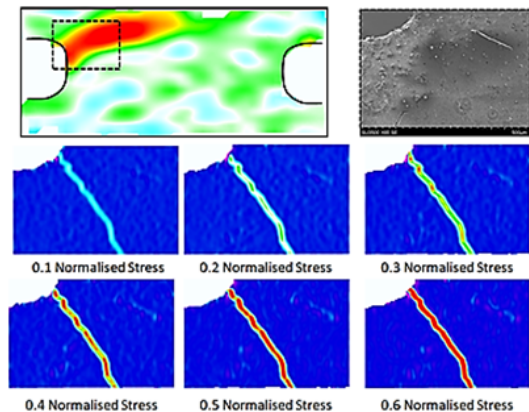 0.1 Normalised Stress
0.2 Normalised Stress
0.3 Normalised Stress
0.4 Normalised Stress
0.5 Normalised Stress
0.6 Normalised Stress